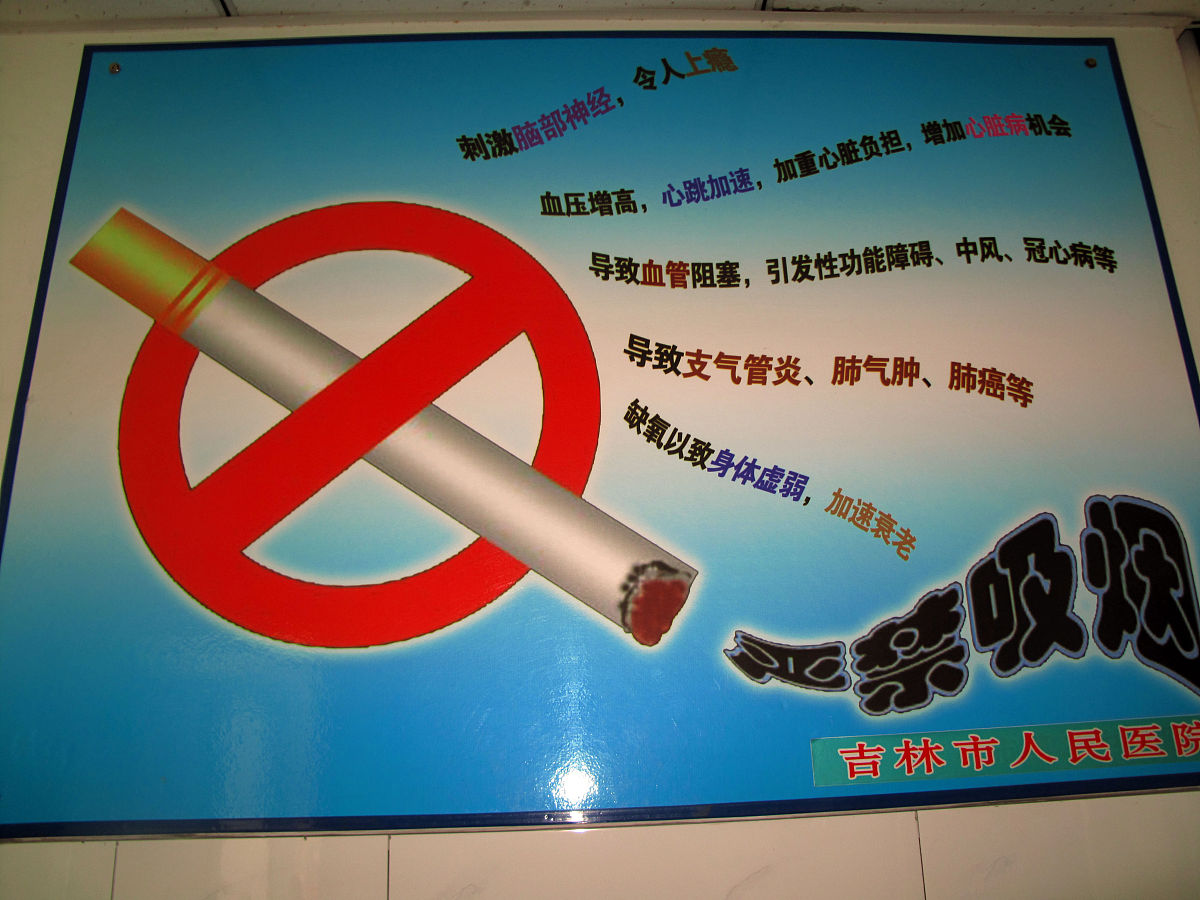 刺激脑部神经，令人上瘾
血压增高，心跳加速，加重心脏负担，增加心脏病机会
导致血管阻塞，引发性功能障碍、中风、冠心病等
导致支气管炎、肺气肿、肺癌等
缺氧以致身体虚弱，加速衰老
严禁吸烟
吉林市人民医院